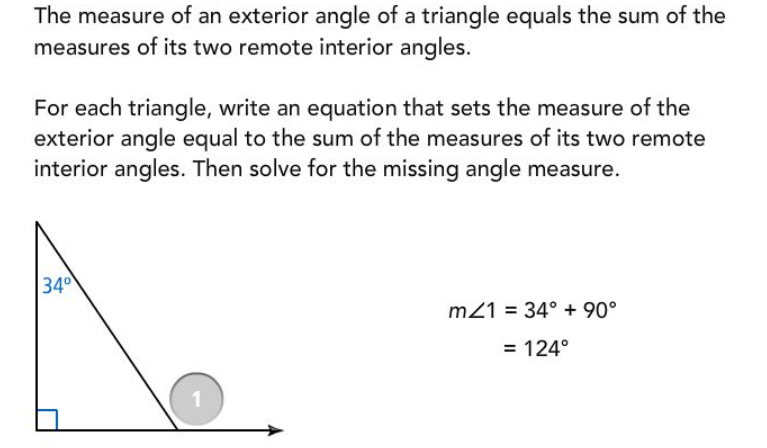 The measure of an exterior angle of a triangle equals the sum of the
measures of its two remote interior angles.
For each triangle, write an equation that sets the measure of the
exterior angle equal to the sum of the measures of its two remote
interior angles. Then solve for the missing angle measure.
34º
m∠1 = 34° + 90°
= 124°
1